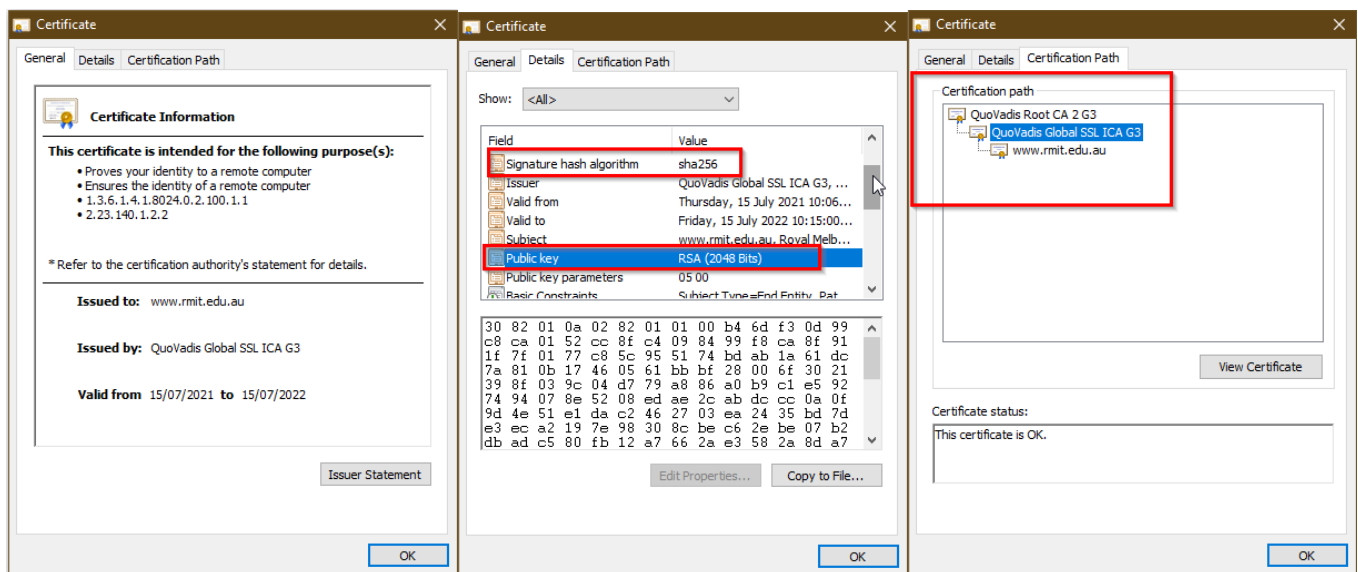 Certificate
General Details Certification Path
Certificate Information
This certificate is intended for the following purpose(s):
• Proves your identity to a remote computer
• Ensures the identity of a remote computer
• 1.3.6.1.4.1.8024.0.2.100.1.1
• 2.23.140.1.2.2
* Refer to the certification authority's statement for details.
Issued to: www.rmit.edu.au
Issued by: QuoVadis Global SSL ICA G3
Valid from 15/07/2021 to 15/07/2022
Issuer Statement
OK
Certificate
General Details Certification Path
Show: <All>
Field Value
Signature hash algorithm sha256
Issuer QuoVadis Global SSL ICA G3, ...
Valid from Thursday, 15 July 2021 10:06...
Valid to Friday, 15 July 2022 10:15:00...
Subject www.rmit.edu.au, Royal Melb...
Public key RSA (2048 Bits)
Public key parameters 05 00
Basic Constraints Subject Type=End Entity, Pat
30 82 01 0a 02 82 01 01 00 b4 6d f3 0d 99
c8 ca 01 52 cc 8f c4 09 84 99 f8 ca 8f 91
1f 7f 01 77 c8 5c 95 51 74 bd ab 1a 61 dc
7a 81 0b 17 46 05 61 bb bf 28 00 6f 30 21
39 8f 03 9c 04 d7 79 a8 86 a0 b9 c1 e5 92
74 94 07 8e 52 08 ed ae 2c ab dc cc 0a 0f
9d 4e 51 e1 da c2 46 27 03 ea 24 35 bd 7d
e3 ec a2 19 7e 98 30 8c be c6 2e be 07 b2
db ad c5 80 fb 12 a7 66 2a e3 58 2a 8d a7
Edit Properties... Copy to File...
OK
Certificate
General Details Certification Path
Certification path
QuoVadis Root CA 2 G3
QuoVadis Global SSL ICA G3
www.rmit.edu.au
View Certificate
Certificate status:
This certificate is OK.
OK